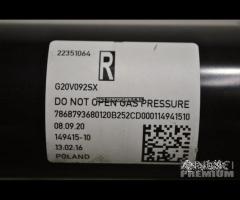 22351064
R
G20V092SX
DO NOT OPEN GAS PRESSURE
7868793680120B252CD000114941510
08.09.20
149415-10
13:02:16
POLAND
PREMIUM